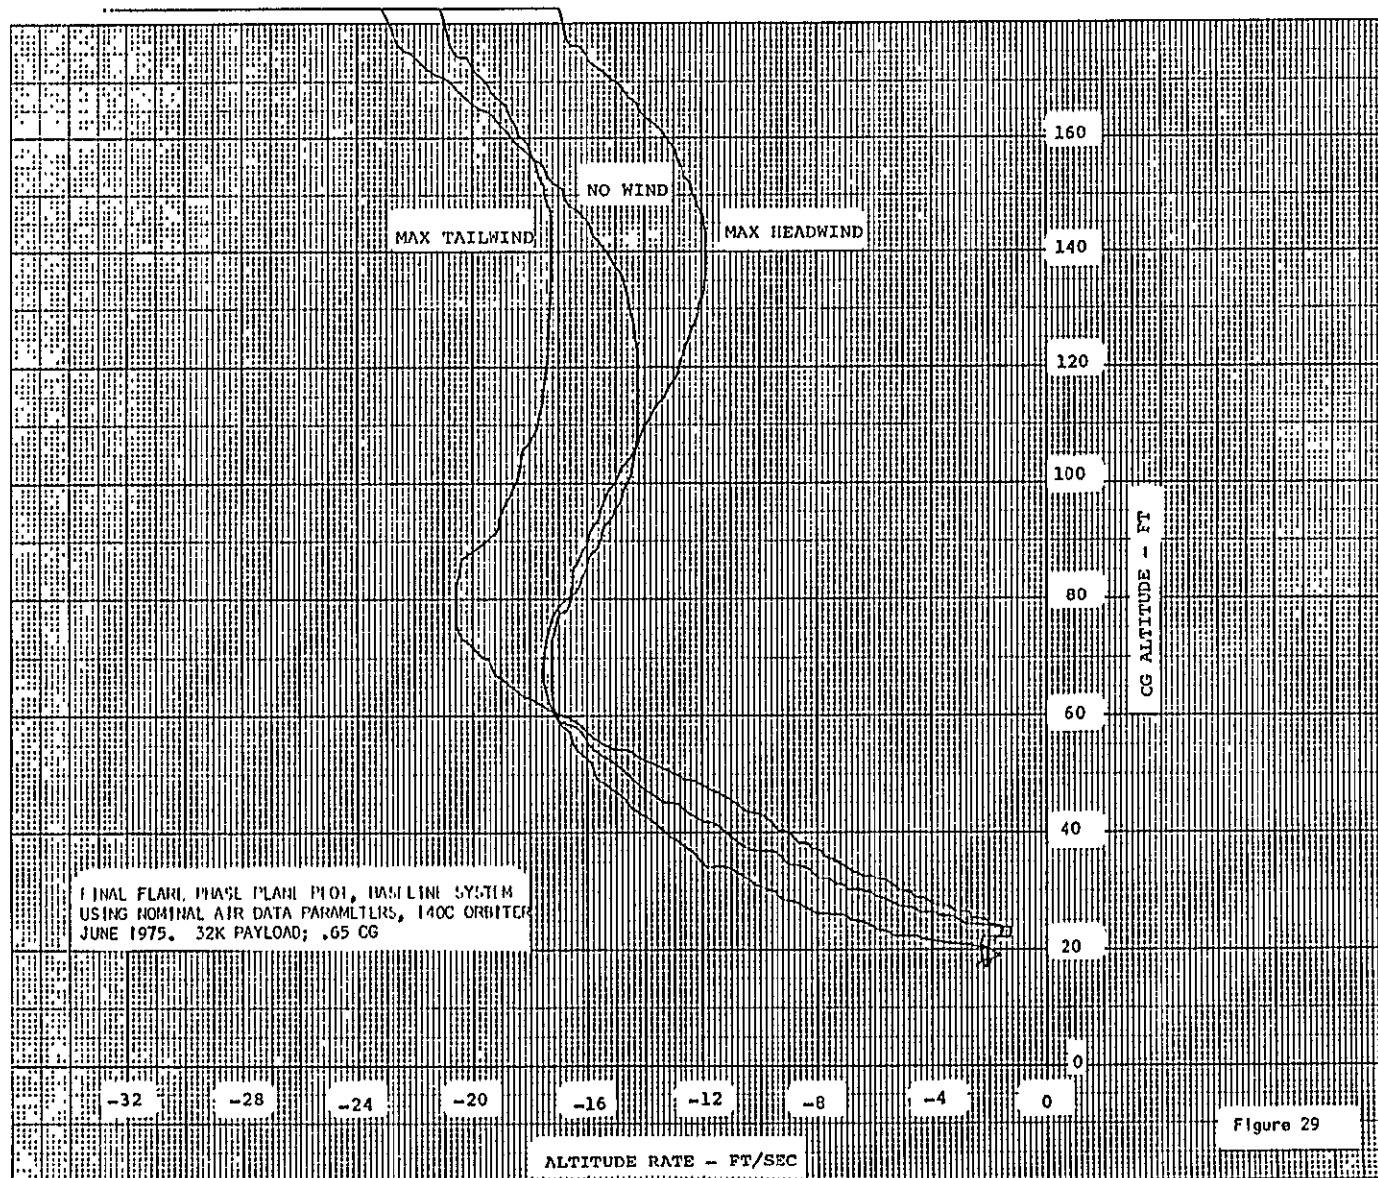 160
NO WIND
MAX TAILWIND
MAX HEADWIND
140
120
100
CG ALTITUDE - FT
80
60
40
FINAL FLARE PHASE PLANE PLOT, BASELINE SYSTEM
USING NOMINAL AIR DATA PARAMETERS, 140C ORBITER
JUNE 1975. 32K PAYLOAD; .65 CG
20
0
-32 -28 -24 -20 -16 -12 -8 -4 0
Figure 29
ALTITUDE RATE - FT/SEC